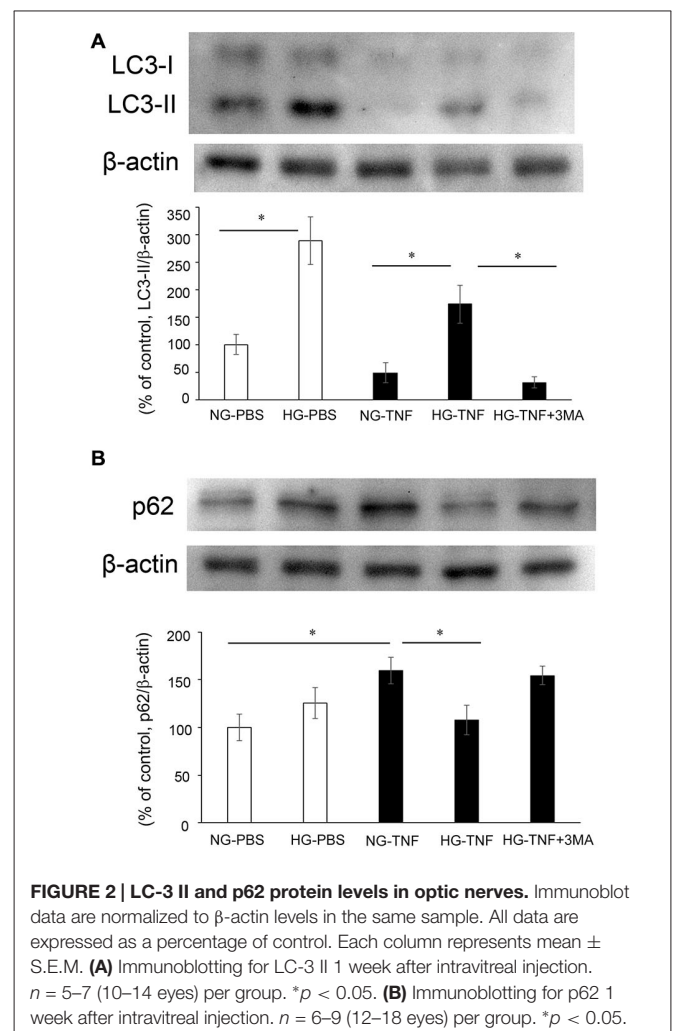 A
LC3-I
LC3-II
β-actin
(% of control, LC3-II/β-actin)
350
300
250
200
150
100
50
0
*
*
*
NG-PBS HG-PBS NG-TNF HG-TNF HG-TNF+3MA
B
p62
β-actin
(% of control, p62/β-actin)
200
150
100
50
0
*
*
NG-PBS HG-PBS NG-TNF HG-TNF HG-TNF+3MA
FIGURE 2 | LC-3 II and p62 protein levels in optic nerves. Immunoblot
data are normalized to β-actin levels in the same sample. All data are
expressed as a percentage of control. Each column represents mean ±
S.E.M. (A) Immunoblotting for LC-3 II 1 week after intravitreal injection.
n = 5–7 (10–14 eyes) per group. *p < 0.05. (B) Immunoblotting for p62 1
week after intravitreal injection. n = 6–9 (12–18 eyes) per group. *p < 0.05.